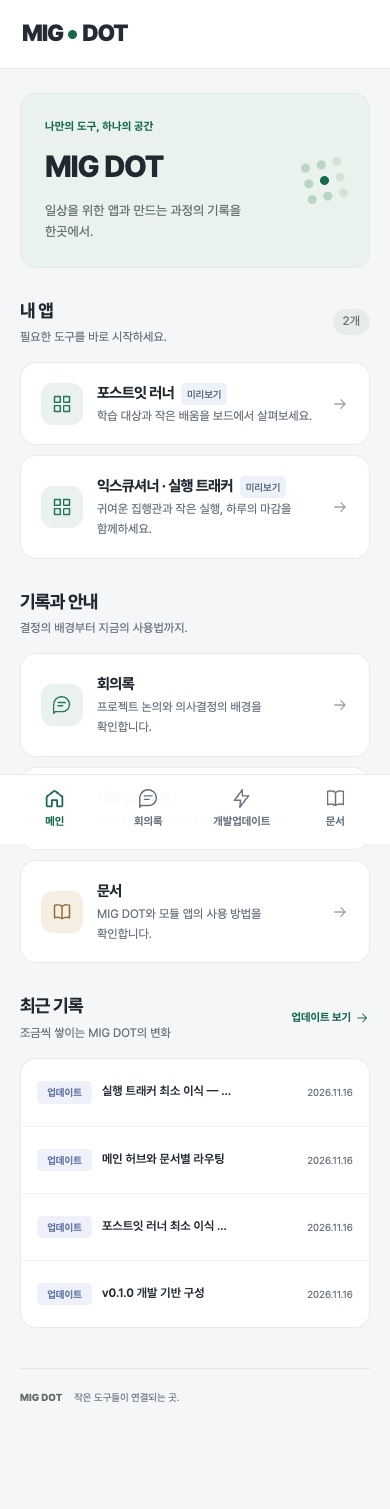 MIG DOT
나만의 도구, 하나의 공간
MIG DOT
일상을 위한 앱과 만드는 과정의 기록을
한곳에서.
내 앱
2개
필요한 도구를 바로 시작하세요.
포스트잇 러너 미리보기
학습 대상과 작은 배움을 보드에서 살펴보세요.
익스큐셔너 · 실행 트래커 미리보기
귀여운 집행관과 작은 실행, 하루의 마감을
함께하세요.
기록과 안내
결정의 배경부터 지금의 사용법까지.
회의록
프로젝트 논의와 의사결정의 배경을
확인합니다.
메인 회의록 개발업데이트 문서
문서
MIG DOT와 모듈 앱의 사용 방법을
확인합니다.
최근 기록
업데이트 보기
조금씩 쌓이는 MIG DOT의 변화
업데이트 실행 트래커 최소 이식 — ... 2026.11.16
업데이트 메인 허브와 문서별 라우팅 2026.11.16
업데이트 포스트잇 러너 최소 이식 ... 2026.11.16
업데이트 v0.1.0 개발 기반 구성 2026.11.16
MIG DOT 작은 도구들이 연결되는 곳.